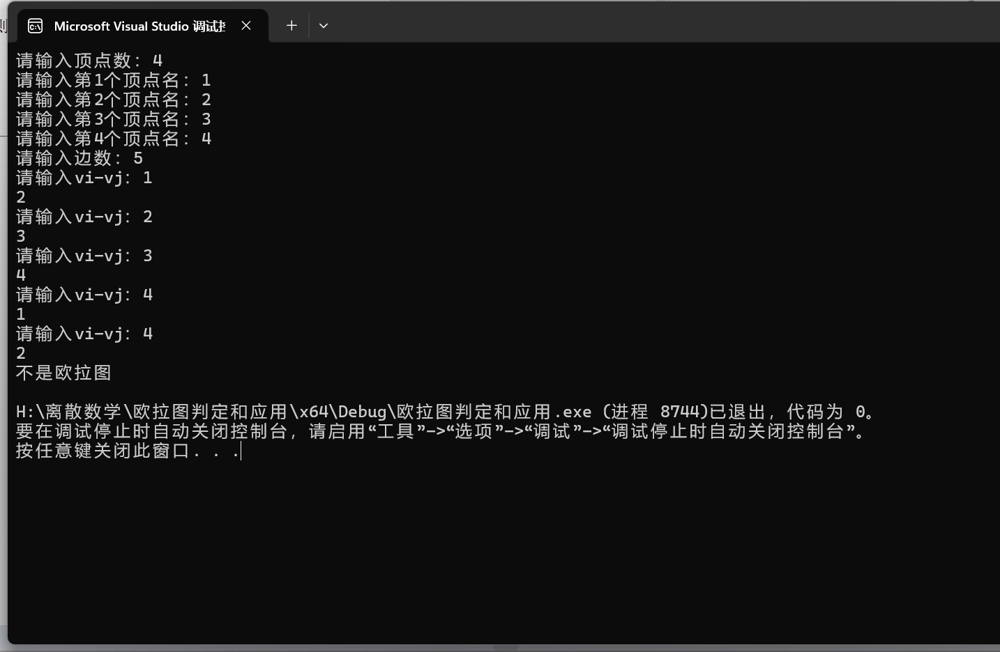 Microsoft Visual Studio 调试
请输入顶点数：4
请输入第1个顶点名：1
请输入第2个顶点名：2
请输入第3个顶点名：3
请输入第4个顶点名：4
请输入边数：5
请输入vi-vj：1
2
请输入vi-vj：2
3
请输入vi-vj：3
4
请输入vi-vj：4
1
请输入vi-vj：4
2
不是欧拉图
H:\离散数学\欧拉图判定和应用\x64\Debug\欧拉图判定和应用.exe (进程 8744)已退出，代码为 0。
要在调试停止时自动关闭控制台，请启用“工具”->“选项”->“调试”->“调试停止时自动关闭控制台”。
按任意键关闭此窗口. . .